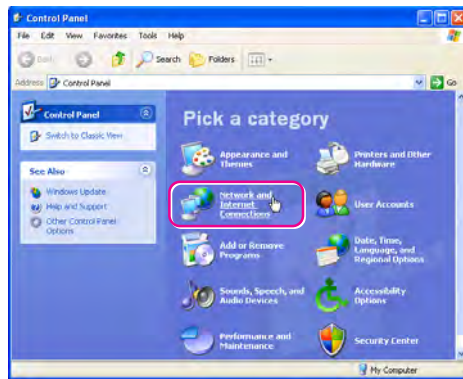 Control Panel
File Edit View Favorites Tools Help
Back Search Folders
Address Control Panel Go
Control Panel
Switch to Classic View
See Also
Windows Update
Help and Support
Other Control Panel
Options
Pick a category
Appearance and
Themes
Printers and Other
Hardware
Network and
Internet
Connections
User Accounts
Add or Remove
Programs
Date, Time,
Language, and
Regional Options
Sounds, Speech, and
Audio Devices
Accessibility
Options
Performance and
Maintenance
Security Center
My Computer